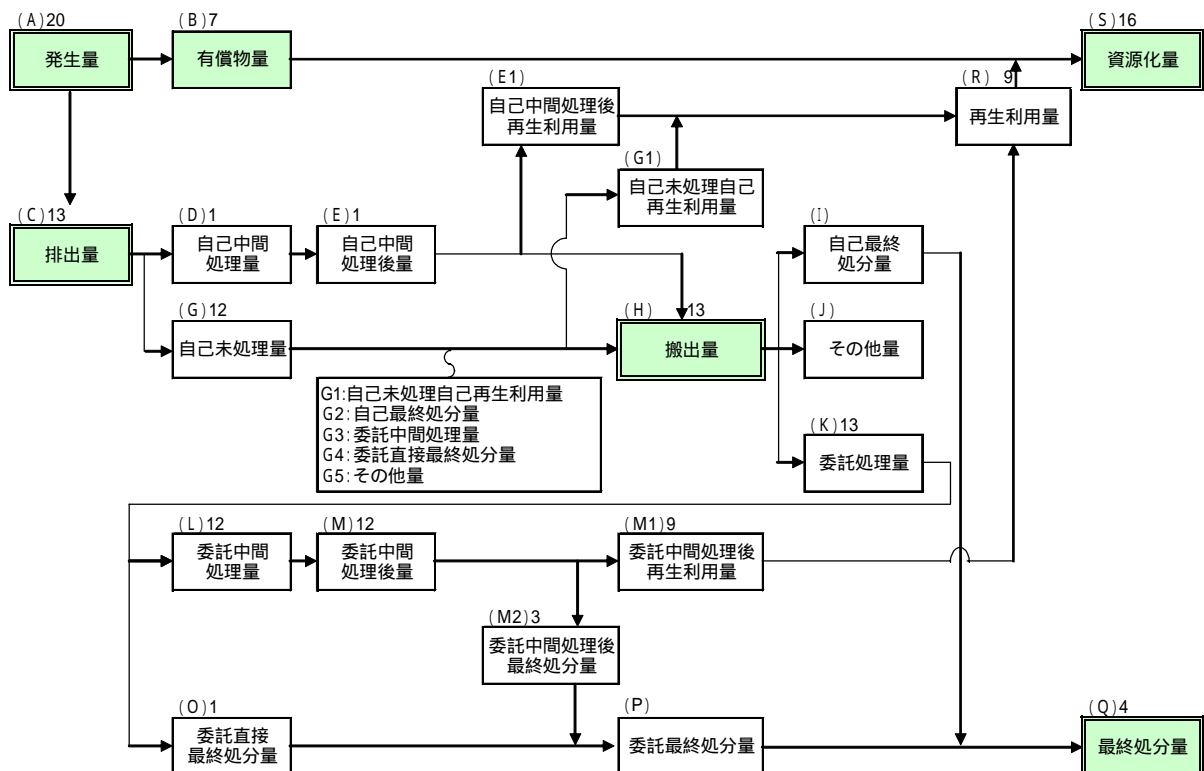 (A)20
発生量
(B)7
有償物量
(S)16
資源化量
(E1)
自己中間処理後
再生利用量
(R) 9
再生利用量
(G1)
自己未処理自己
再生利用量
(C)13
排出量
(D)1
自己中間
処理量
(E)1
自己中間
処理後量
(I)
自己最終
処分量
(G)12
自己未処理量
(H) 13
搬出量
(J)
その他量
G1:自己未処理自己再生利用量
G2:自己最終処分量
G3:委託中間処理量
G4:委託直接最終処分量
G5:その他量
(K)13
委託処理量
(L)12
委託中間
処理量
(M)12
委託中間
処理後量
(M1)9
委託中間処理後
再生利用量
(M2)3
委託中間処理後
最終処分量
(O)1
委託直接
最終処分量
(P)
委託最終処分量
(Q)4
最終処分量